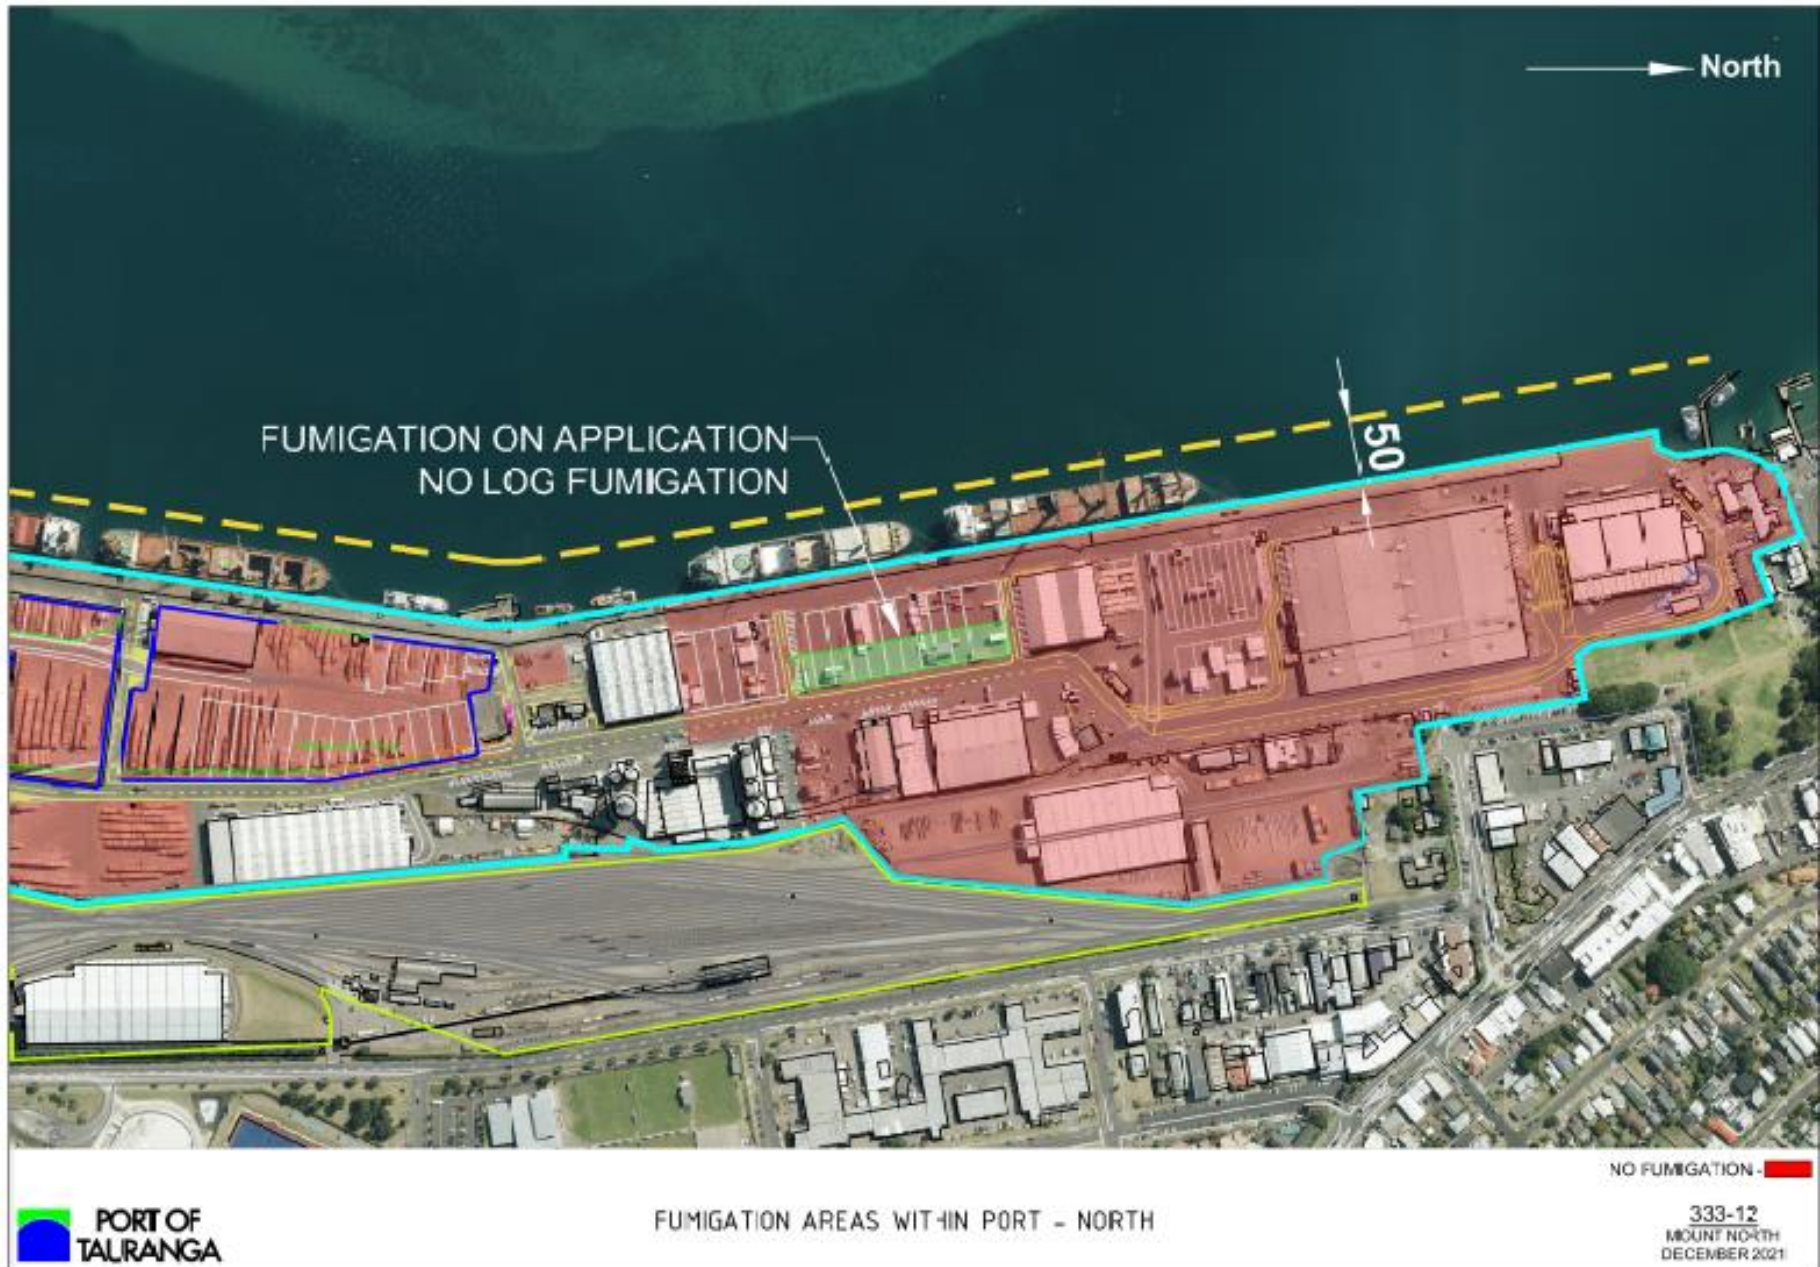 North
FUMIGATION ON APPLICATION
NO LOG FUMIGATION
50
NO FUMIGATION -
PORT OF
TAURANGA
FUMIGATION AREAS WITHIN PORT - NORTH
333-12
MOUNT NORTH
DECEMBER 2021